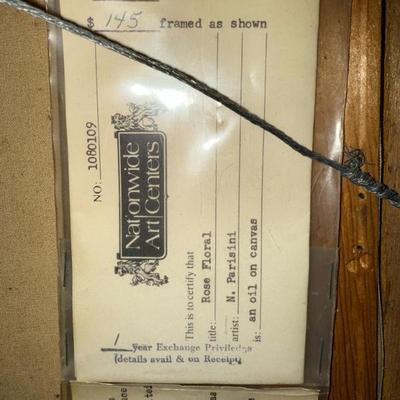 $ 145 framed as shown
NO: 1080109
Nationwide
Art Centers
This is to certify that
title: Rose Floral
artist: N. Parisini
is: an oil on canvas
1 year Exchange Priviledge
(details avail & on Receipt)